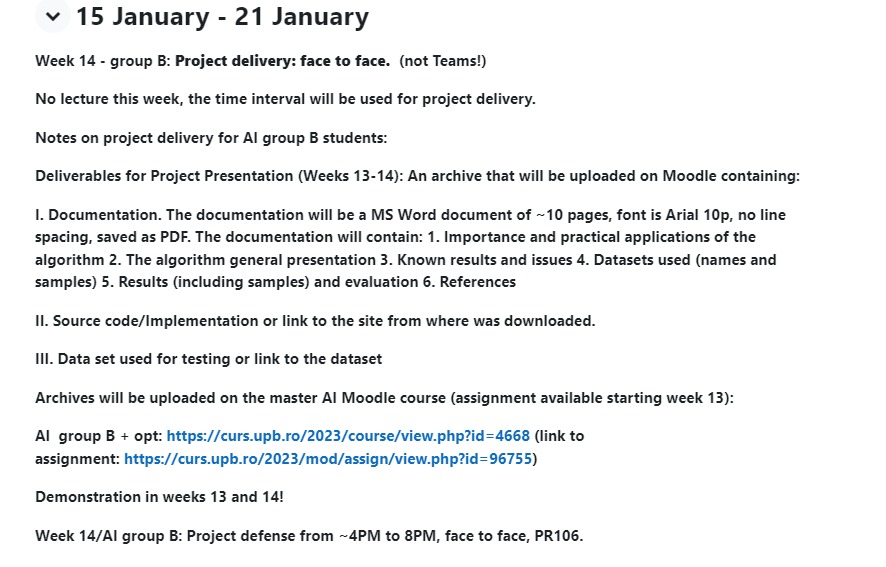 15 January - 21 January
Week 14 - group B: Project delivery: face to face.  (not Teams!)
No lecture this week, the time interval will be used for project delivery.
Notes on project delivery for AI group B students:
Deliverables for Project Presentation (Weeks 13-14): An archive that will be uploaded on Moodle containing:
I. Documentation. The documentation will be a MS Word document of ~10 pages, font is Arial 10p, no line
spacing, saved as PDF. The documentation will contain: 1. Importance and practical applications of the
algorithm 2. The algorithm general presentation 3. Known results and issues 4. Datasets used (names and
samples) 5. Results (including samples) and evaluation 6. References
II. Source code/Implementation or link to the site from where was downloaded.
III. Data set used for testing or link to the dataset
Archives will be uploaded on the master AI Moodle course (assignment available starting week 13):
AI  group B + opt: https://curs.upb.ro/2023/course/view.php?id=4668 (link to
assignment: https://curs.upb.ro/2023/mod/assign/view.php?id=96755)
Demonstration in weeks 13 and 14!
Week 14/AI group B: Project defense from ~4PM to 8PM, face to face, PR106.